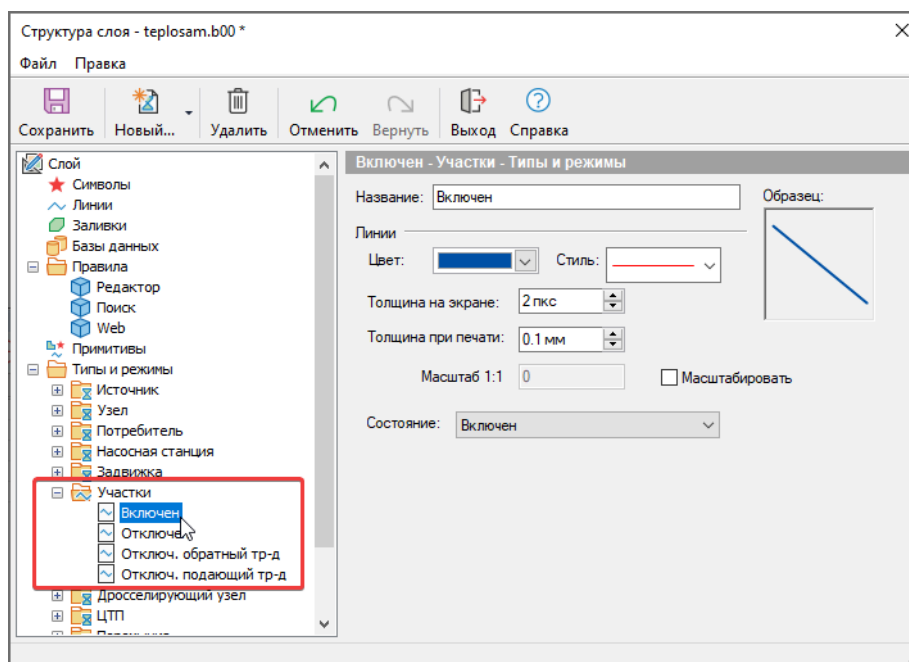 Структура слоя - teplosam.b00 *
Файл Правка
Сохранить Новый... Удалить Отменить Вернуть Выход Справка
Слой
Символы
Линии
Заливки
Базы данных
Правила
Редактор
Поиск
Web
Примитивы
Типы и режимы
Источник
Узел
Потребитель
Насосная станция
Задвижка
Участки
Включен
Отключен
Отключ. обратный тр-д
Отключ. подающий тр-д
Дросселирующий узел
ЦТП
Включен - Участки - Типы и режимы
Название: Включен
Образец:
Линии
Цвет: Стиль:
Толщина на экране: 2 пкс
Толщина при печати: 0.1 мм
Масштаб 1:1 0 Масштабировать
Состояние: Включен